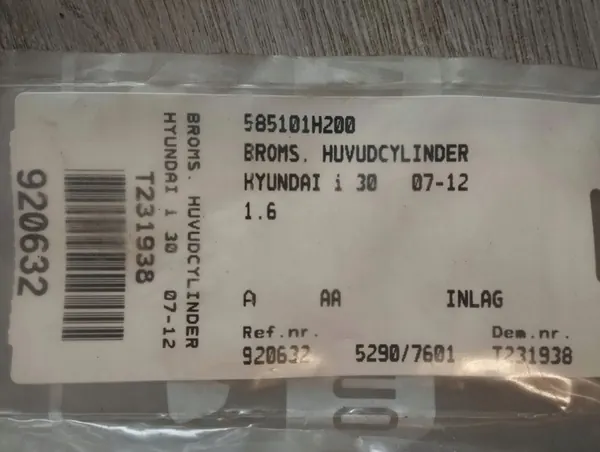 585101H200
BROMS. HUVUDCYLINDER
HYUNDAI i 30 07-12
1.6
A AA INLAG
Ref.nr. Dem.nr.
920632 5290/7601 T231938
BROMS. HUVUDCYLINDER
HYUNDAI i 30 07-12
T231938
920632